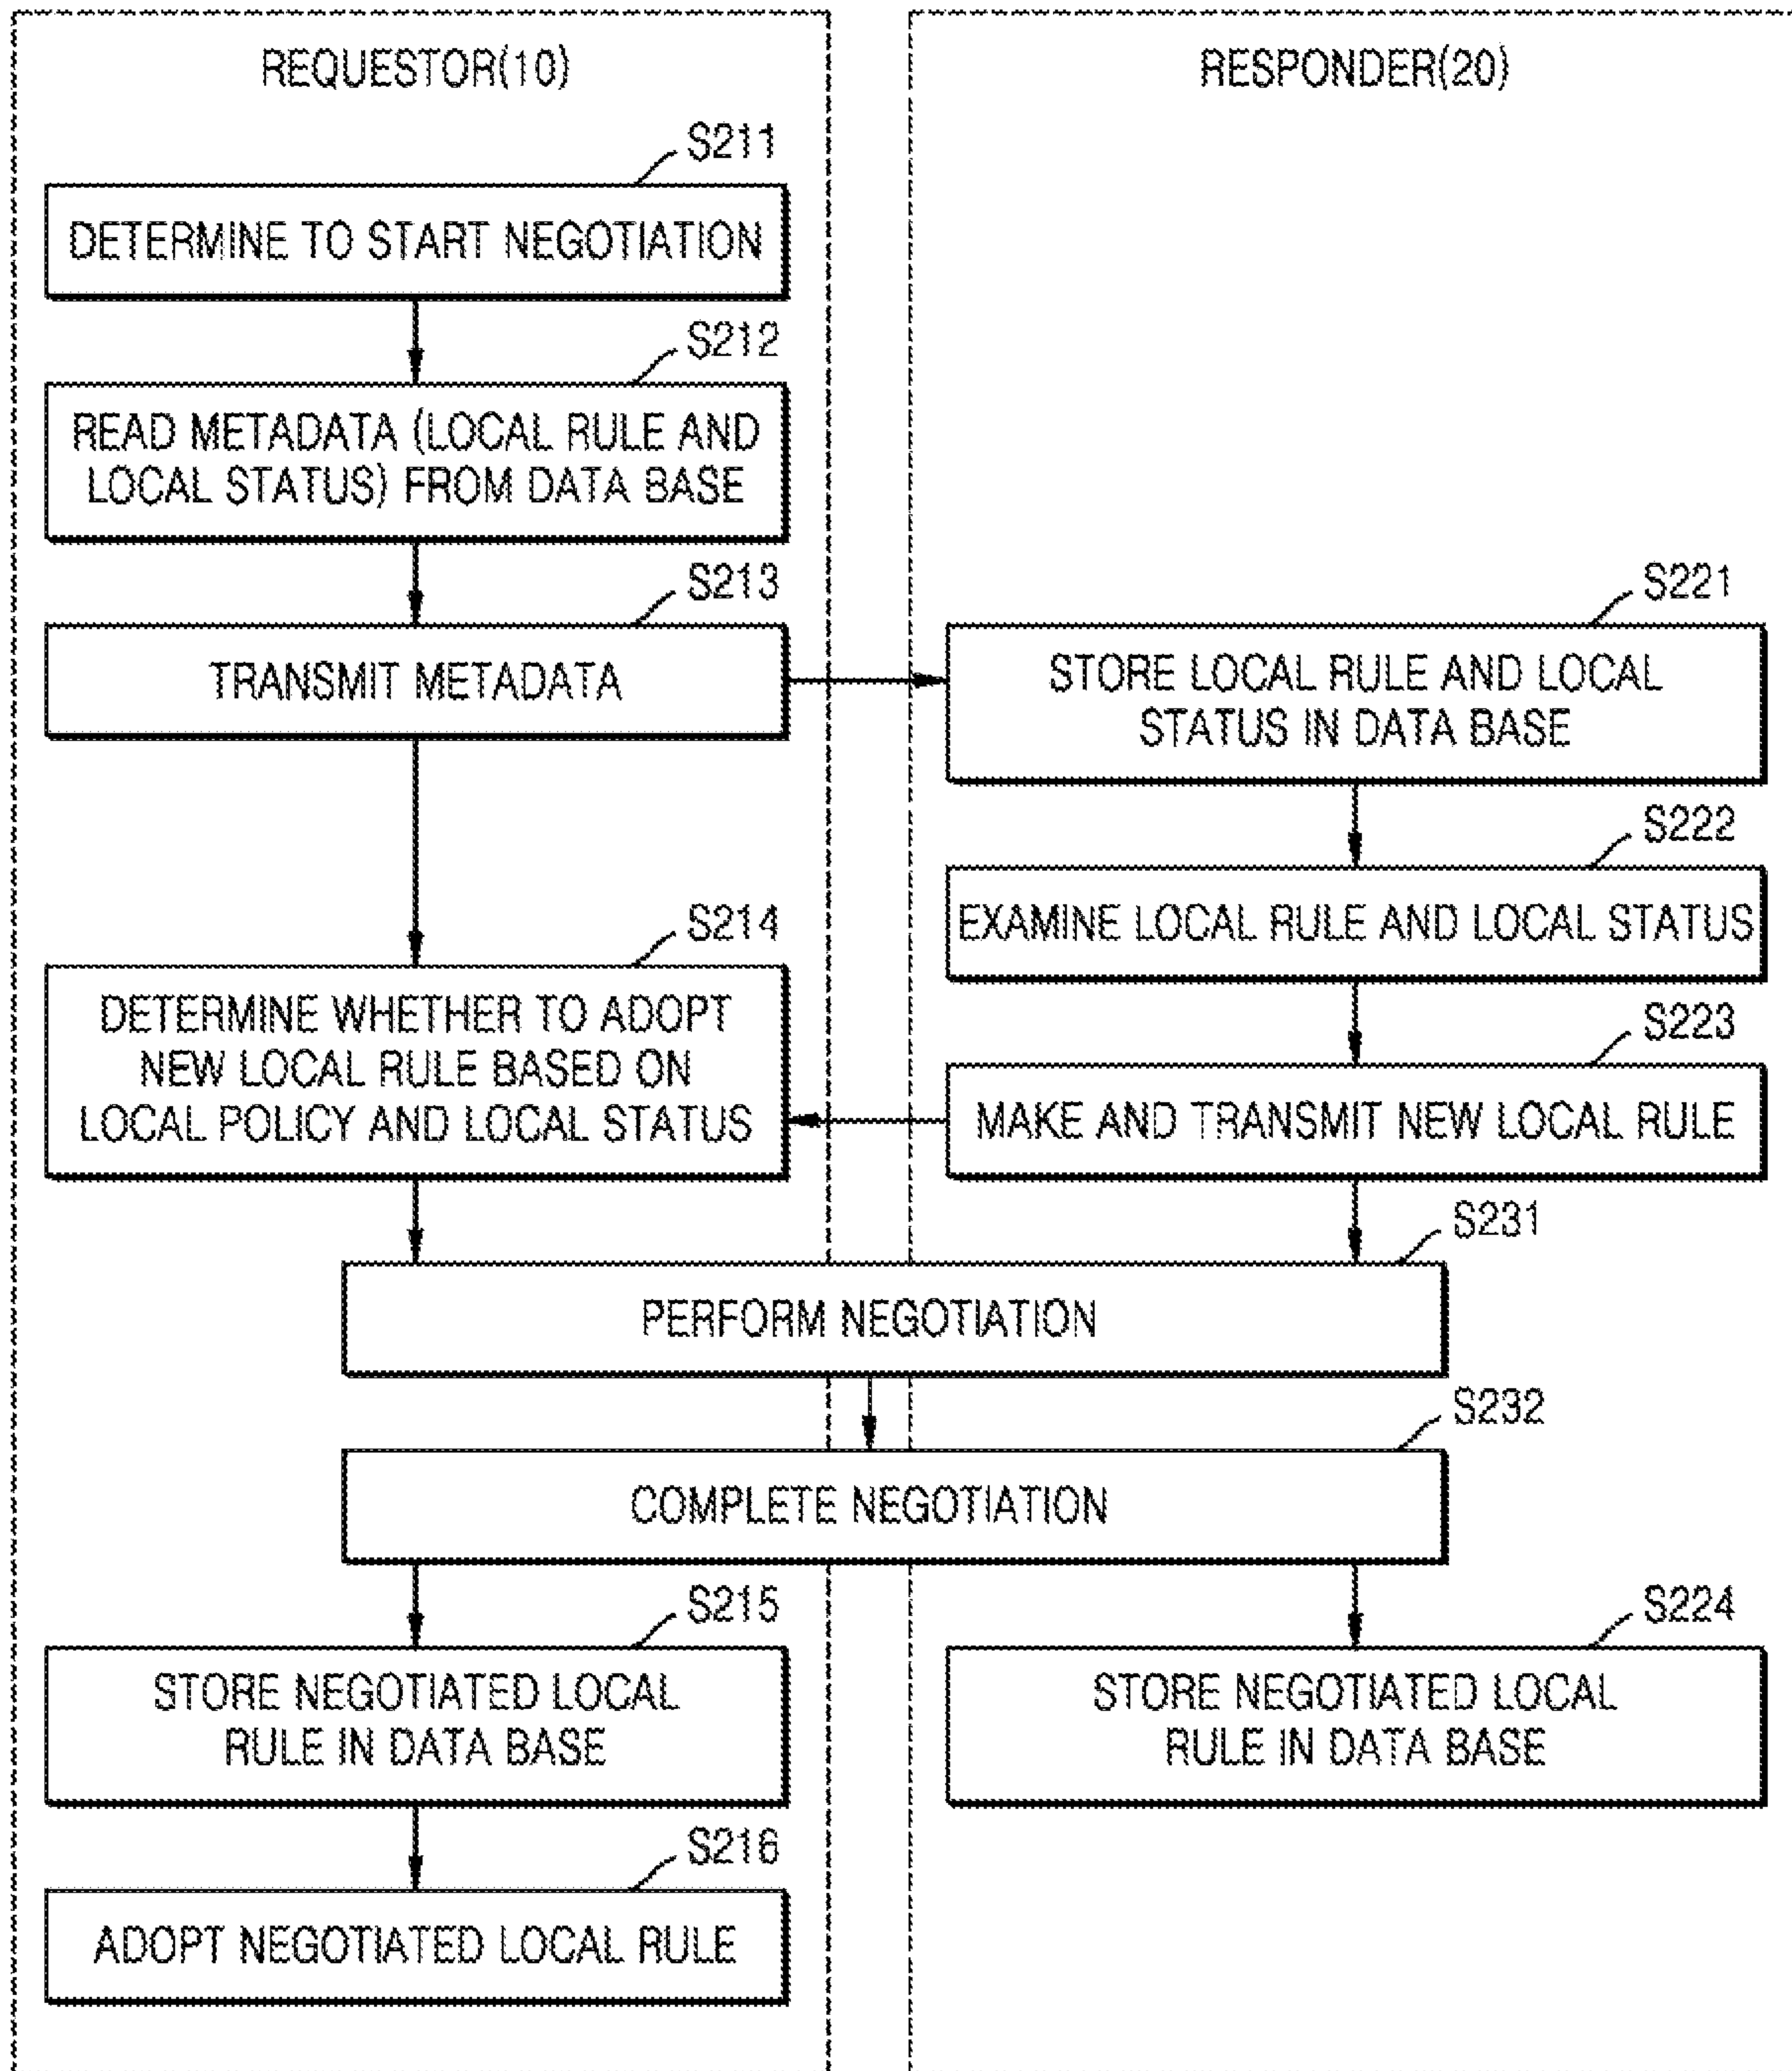 REQUESTOR(10)
RESPONDER(20)
S211
DETERMINE TO START NEGOTIATION
S212
READ METADATA (LOCAL RULE AND
LOCAL STATUS) FROM DATA BASE
S213
TRANSMIT METADATA
S221
STORE LOCAL RULE AND LOCAL
STATUS IN DATA BASE
S222
EXAMINE LOCAL RULE AND LOCAL STATUS
S214
DETERMINE WHETHER TO ADOPT
NEW LOCAL RULE BASED ON
LOCAL POLICY AND LOCAL STATUS
S223
MAKE AND TRANSMIT NEW LOCAL RULE
S231
PERFORM NEGOTIATION
S232
COMPLETE NEGOTIATION
S215
STORE NEGOTIATED LOCAL
RULE IN DATA BASE
S224
STORE NEGOTIATED LOCAL
RULE IN DATA BASE
S216
ADOPT NEGOTIATED LOCAL RULE